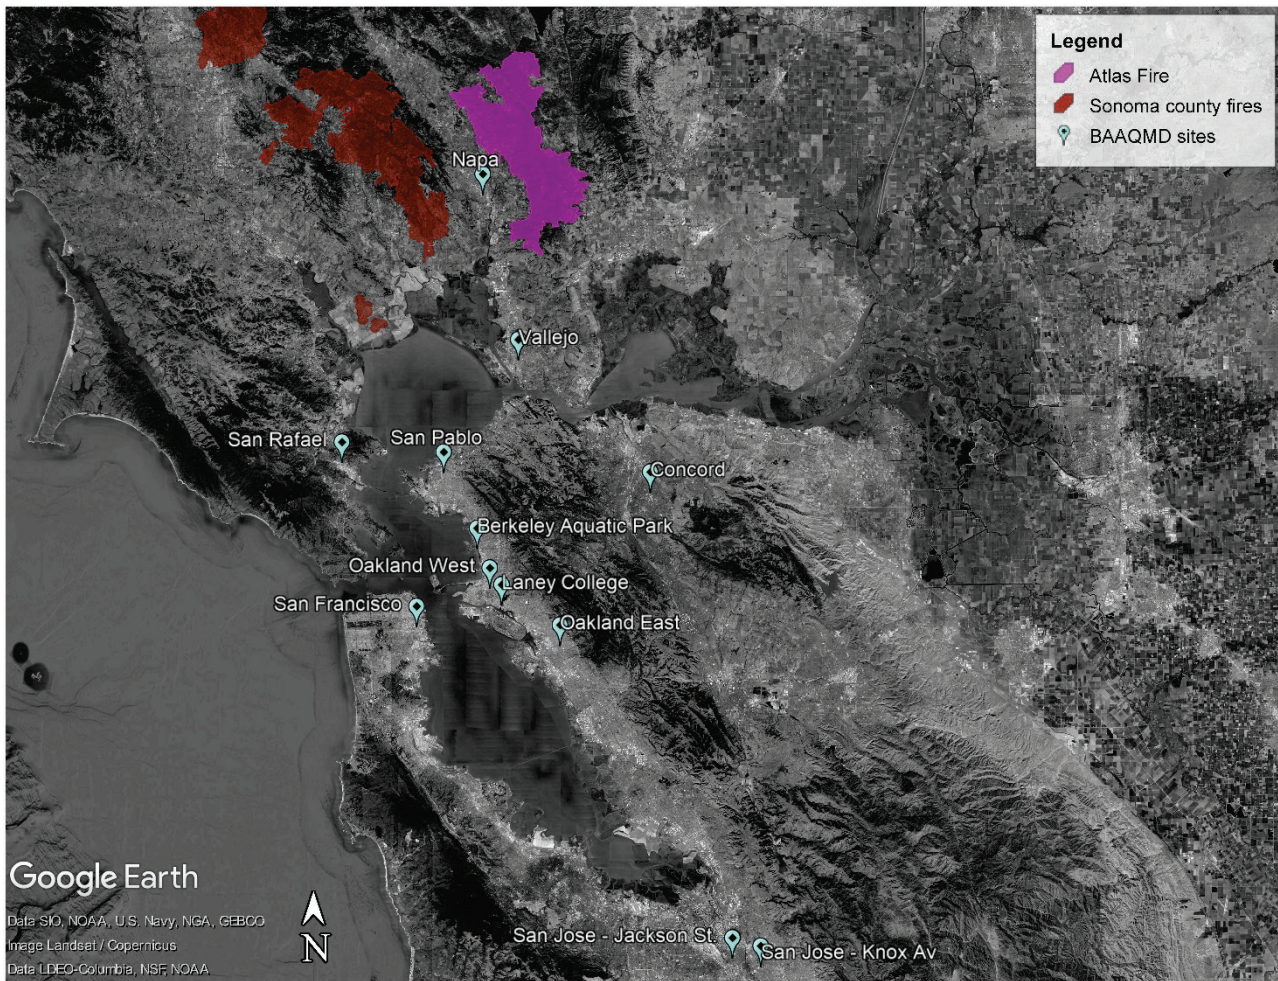 Legend
Atlas Fire
Sonoma county fires
BAAQMD sites
Napa
Vallejo
San Rafael
San Pablo
Concord
Berkeley Aquatic Park
Oakland West
Laney College
San Francisco
Oakland East
Google Earth
Data SIO, NOAA, U.S. Navy, NGA, GEBCO
Image Landsat / Copernicus
Data LDEO-Columbia, NSF, NOAA
N
San Jose - Jackson St.
San Jose - Knox Av